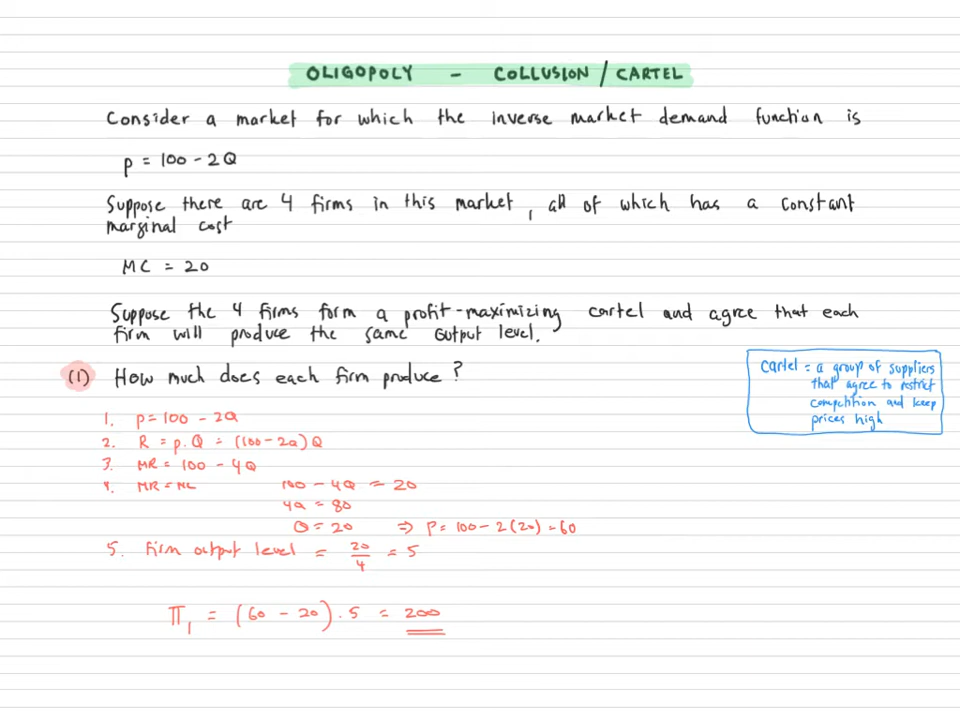 OLIGOPOLY - COLLUSION / CARTEL
Consider a market for which the inverse market demand function is
p = 100 - 2Q
Suppose there are 4 firms in this market, all of which has a constant
marginal cost
MC = 20
Suppose the 4 firms form a profit-maximizing cartel and agree that each
firm will produce the same output level.
(1) How much does each firm produce?
Cartel = a group of suppliers
that agree to restrict
competition and keep
prices high
1. p = 100 - 2Q
2. R = p.Q = (100 - 2Q) Q
3. MR = 100 - 4Q
4. MR = MC 100 - 4Q = 20
4Q = 80
Q = 20 ⇒ P = 100 - 2(20) = 60
5. Firm output level = 20/4 = 5
π₁ = (60 - 20) . 5 = 200